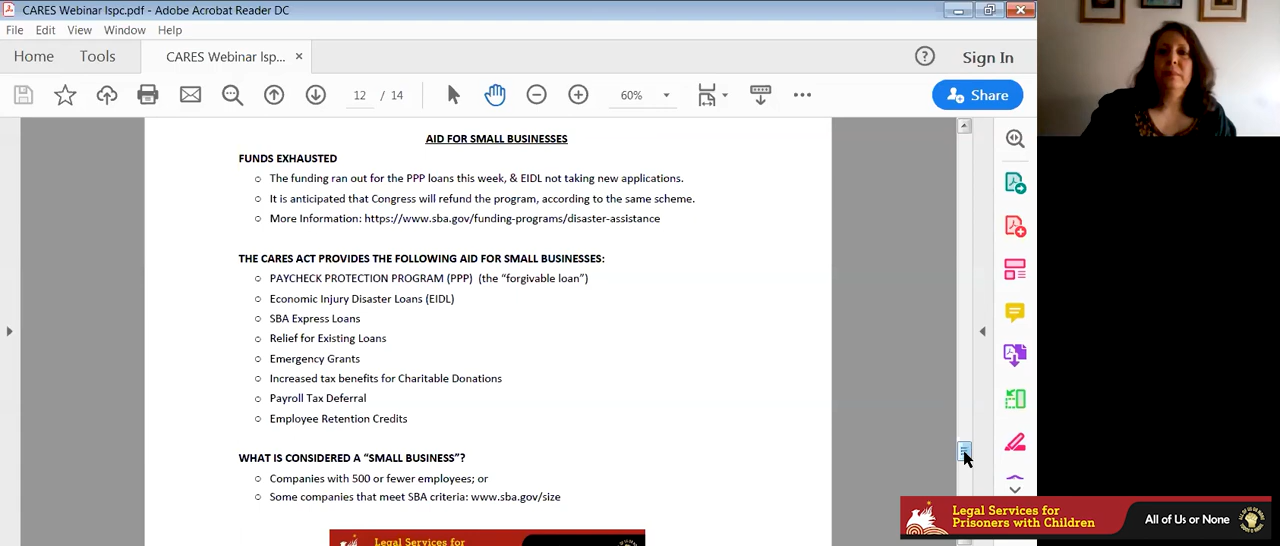 CARES Webinar lspc.pdf - Adobe Acrobat Reader DC
File Edit View Window Help
Home Tools CARES Webinar lsp... × ? Sign In
12 / 14 60% Share
AID FOR SMALL BUSINESSES
FUNDS EXHAUSTED
○ The funding ran out for the PPP loans this week, & EIDL not taking new applications.
○ It is anticipated that Congress will refund the program, according to the same scheme.
○ More Information: https://www.sba.gov/funding-programs/disaster-assistance
THE CARES ACT PROVIDES THE FOLLOWING AID FOR SMALL BUSINESSES:
○ PAYCHECK PROTECTION PROGRAM (PPP) (the “forgivable loan”)
○ Economic Injury Disaster Loans (EIDL)
○ SBA Express Loans
○ Relief for Existing Loans
○ Emergency Grants
○ Increased tax benefits for Charitable Donations
○ Payroll Tax Deferral
○ Employee Retention Credits
WHAT IS CONSIDERED A “SMALL BUSINESS”?
○ Companies with 500 or fewer employees; or
○ Some companies that meet SBA criteria: www.sba.gov/size
Legal Services for
Legal Services for
Prisoners with Children
All of Us or None